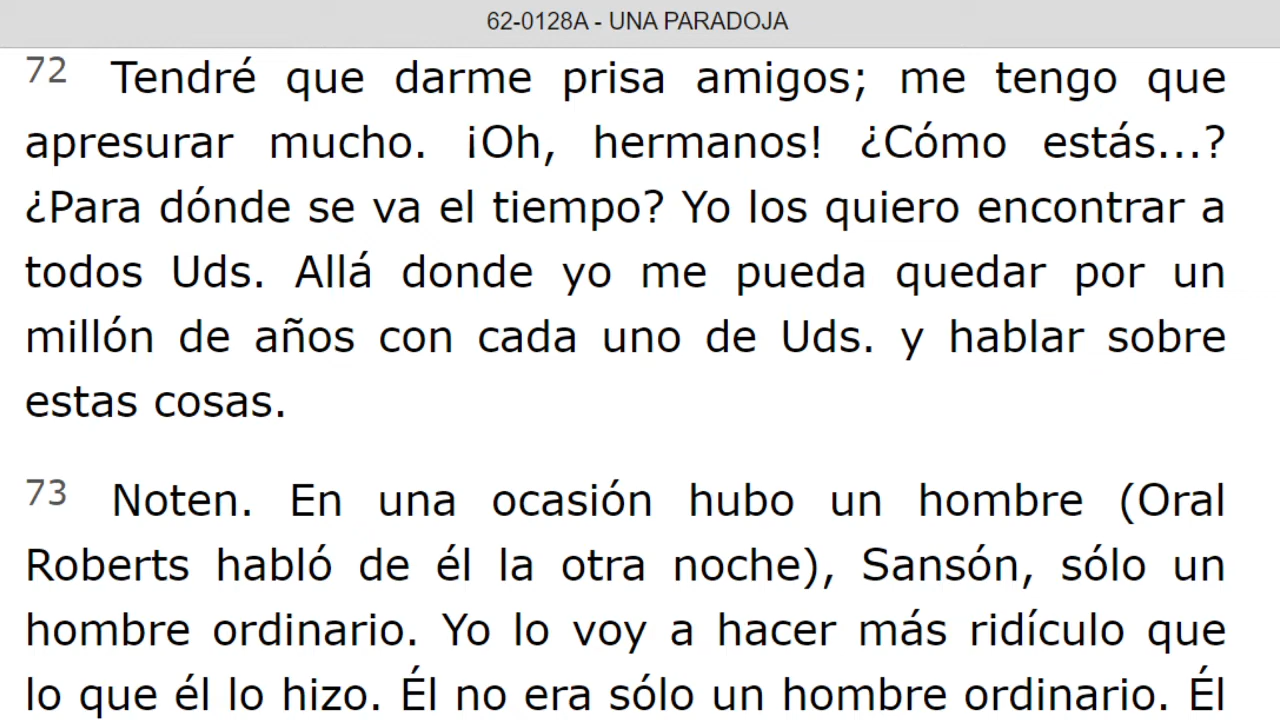 62-0128A - UNA PARADOJA
72 Tendré que darme prisa amigos; me tengo que
apresurar mucho. ¡Oh, hermanos! ¿Cómo estás...?
¿Para dónde se va el tiempo? Yo los quiero encontrar a
todos Uds. Allá donde yo me pueda quedar por un
millón de años con cada uno de Uds. y hablar sobre
estas cosas.
73 Noten. En una ocasión hubo un hombre (Oral
Roberts habló de él la otra noche), Sansón, sólo un
hombre ordinario. Yo lo voy a hacer más ridículo que
lo que él lo hizo. Él no era sólo un hombre ordinario. Él